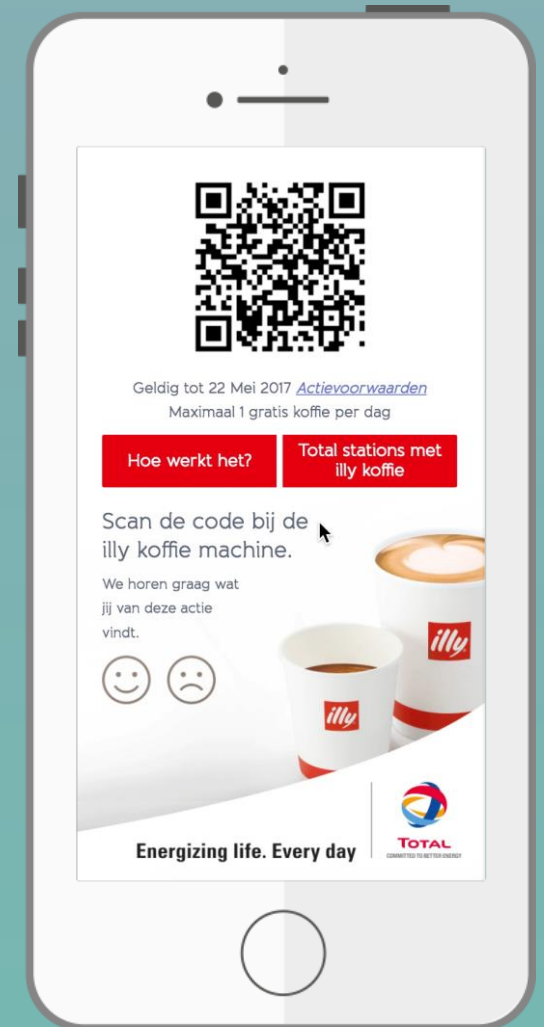 Geldig tot 22 Mei 2017 Actievoorwaarden
Maximaal 1 gratis koffie per dag
Hoe werkt het?
Total stations met
illy koffie
Scan de code bij de
illy koffie machine.
We horen graag wat
jij van deze actie
vindt.
illy
illy
Energizing life. Every day
TOTAL
COMMITTED TO BETTER ENERGY